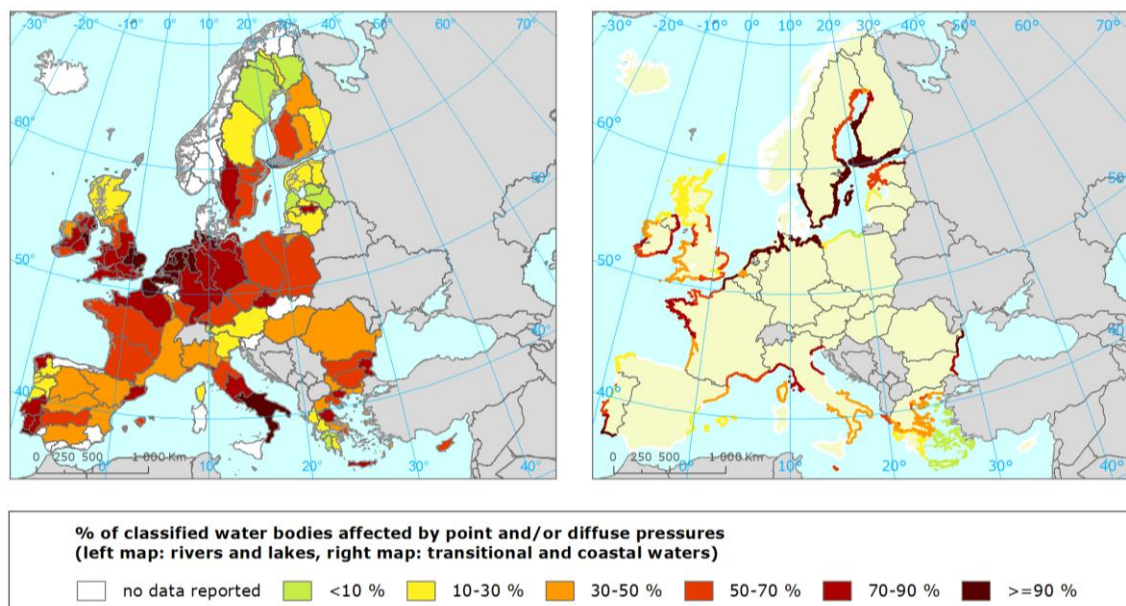 -30° -20° -10° 0° 10° 20° 30° 40° 50° 60° 70°
60°
50°
50°
40°
40°
0 250 500 1 000 Km
0° 10° 20° 30° 40°
-30° -20° -10° 0° 10° 20° 30° 40° 50° 60° 70°
60°
50°
50°
40°
40°
0 250 500 1 000 Km
0° 10° 20° 30° 40°
% of classified water bodies affected by point and/or diffuse pressures
(left map: rivers and lakes, right map: transitional and coastal waters)
no data reported <10 % 10-30 % 30-50 % 50-70 % 70-90 % >=90 %